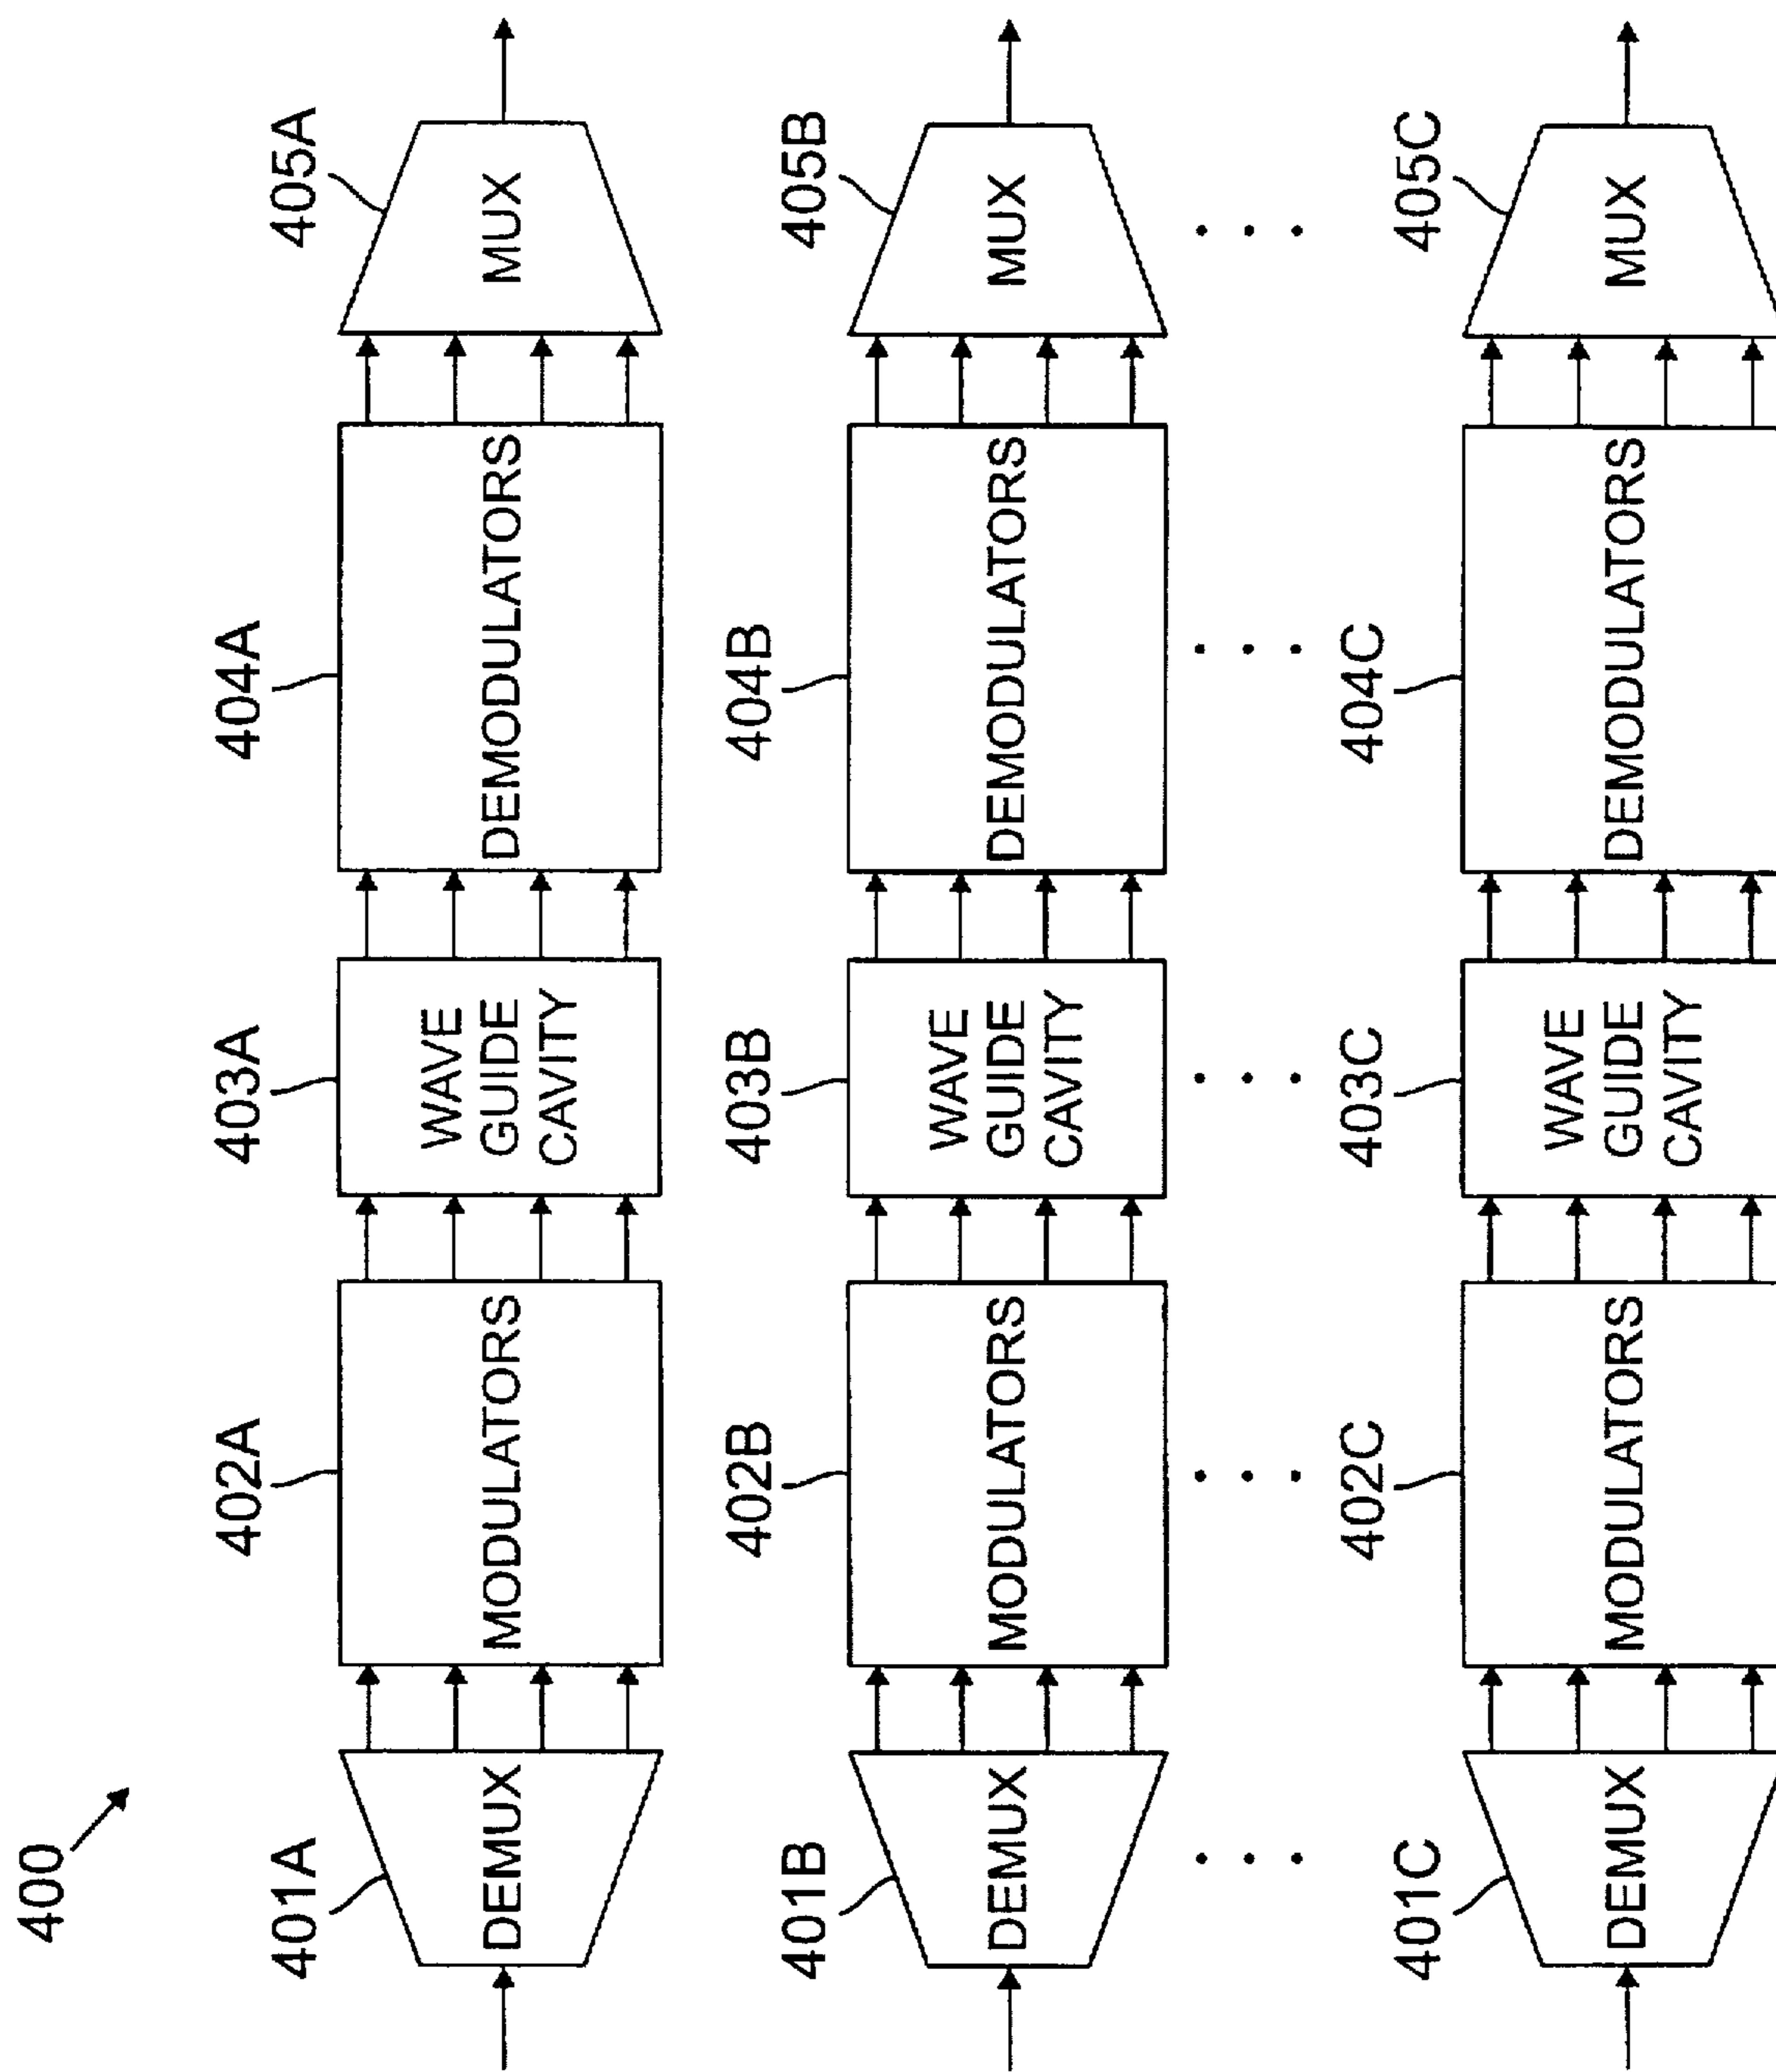 400
401A
DEMUX
402A
MODULATORS
403A
WAVE
GUIDE
CAVITY
404A
DEMODULATORS
405A
MUX
401B
DEMUX
402B
MODULATORS
403B
WAVE
GUIDE
CAVITY
404B
DEMODULATORS
405B
MUX
401C
DEMUX
402C
MODULATORS
403C
WAVE
GUIDE
CAVITY
404C
DEMODULATORS
405C
MUX